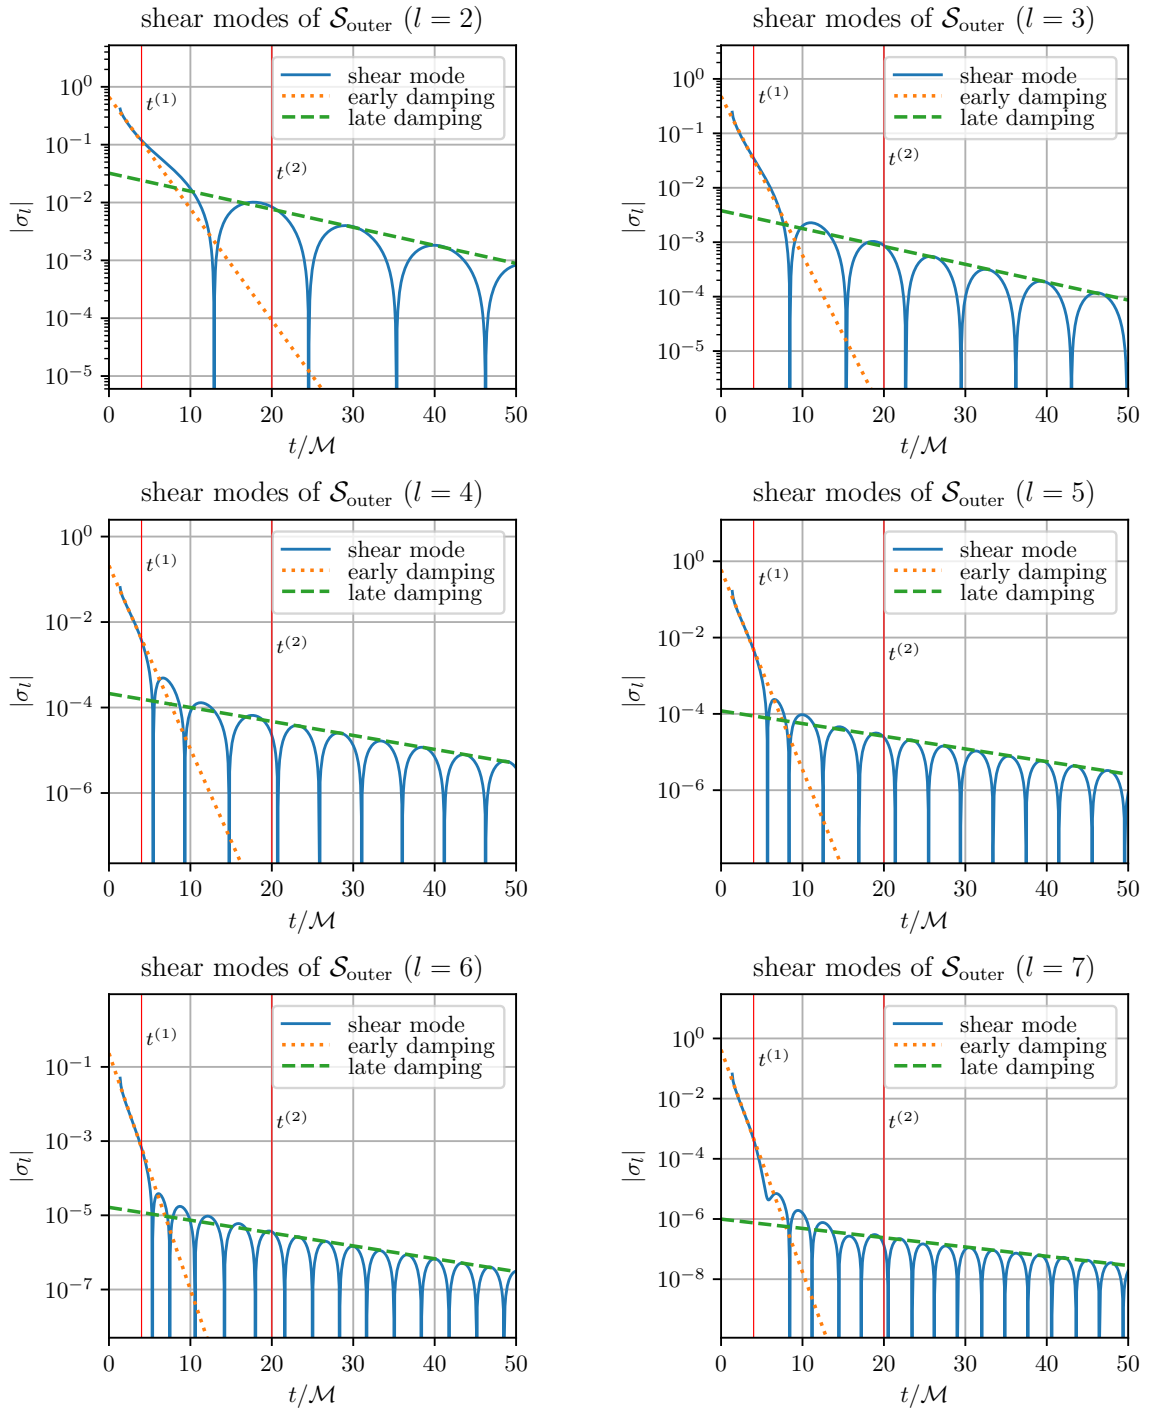 shear modes of 𝒮outer (l = 2)
shear mode
early damping
late damping
t⁽¹⁾
t⁽²⁾
10⁰
10⁻¹
10⁻²
10⁻³
10⁻⁴
10⁻⁵
|σₗ|
0 10 20 30 40 50
t/ℳ
shear modes of 𝒮outer (l = 3)
shear mode
early damping
late damping
t⁽¹⁾
t⁽²⁾
10⁰
10⁻¹
10⁻²
10⁻³
10⁻⁴
10⁻⁵
|σₗ|
0 10 20 30 40 50
t/ℳ
shear modes of 𝒮outer (l = 4)
shear mode
early damping
late damping
t⁽¹⁾
t⁽²⁾
10⁰
10⁻²
10⁻⁴
10⁻⁶
|σₗ|
0 10 20 30 40 50
t/ℳ
shear modes of 𝒮outer (l = 5)
shear mode
early damping
late damping
t⁽¹⁾
t⁽²⁾
10⁰
10⁻²
10⁻⁴
10⁻⁶
|σₗ|
0 10 20 30 40 50
t/ℳ
shear modes of 𝒮outer (l = 6)
shear mode
early damping
late damping
t⁽¹⁾
t⁽²⁾
10⁻¹
10⁻³
10⁻⁵
10⁻⁷
|σₗ|
0 10 20 30 40 50
t/ℳ
shear modes of 𝒮outer (l = 7)
shear mode
early damping
late damping
t⁽¹⁾
t⁽²⁾
10⁰
10⁻²
10⁻⁴
10⁻⁶
10⁻⁸
|σₗ|
0 10 20 30 40 50
t/ℳ